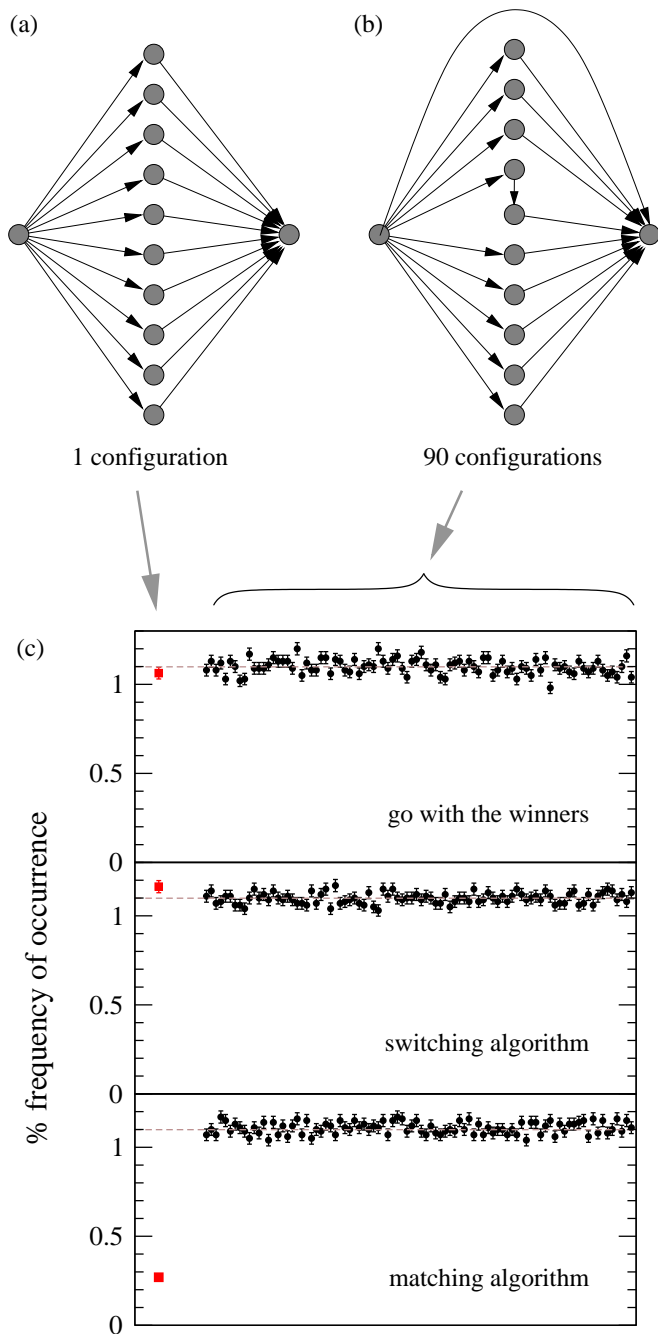 (a)
(b)
1 configuration
90 configurations
(c)
% frequency of occurrence
1
0.5
go with the winners
0
1
0.5
switching algorithm
0
1
0.5
matching algorithm
0